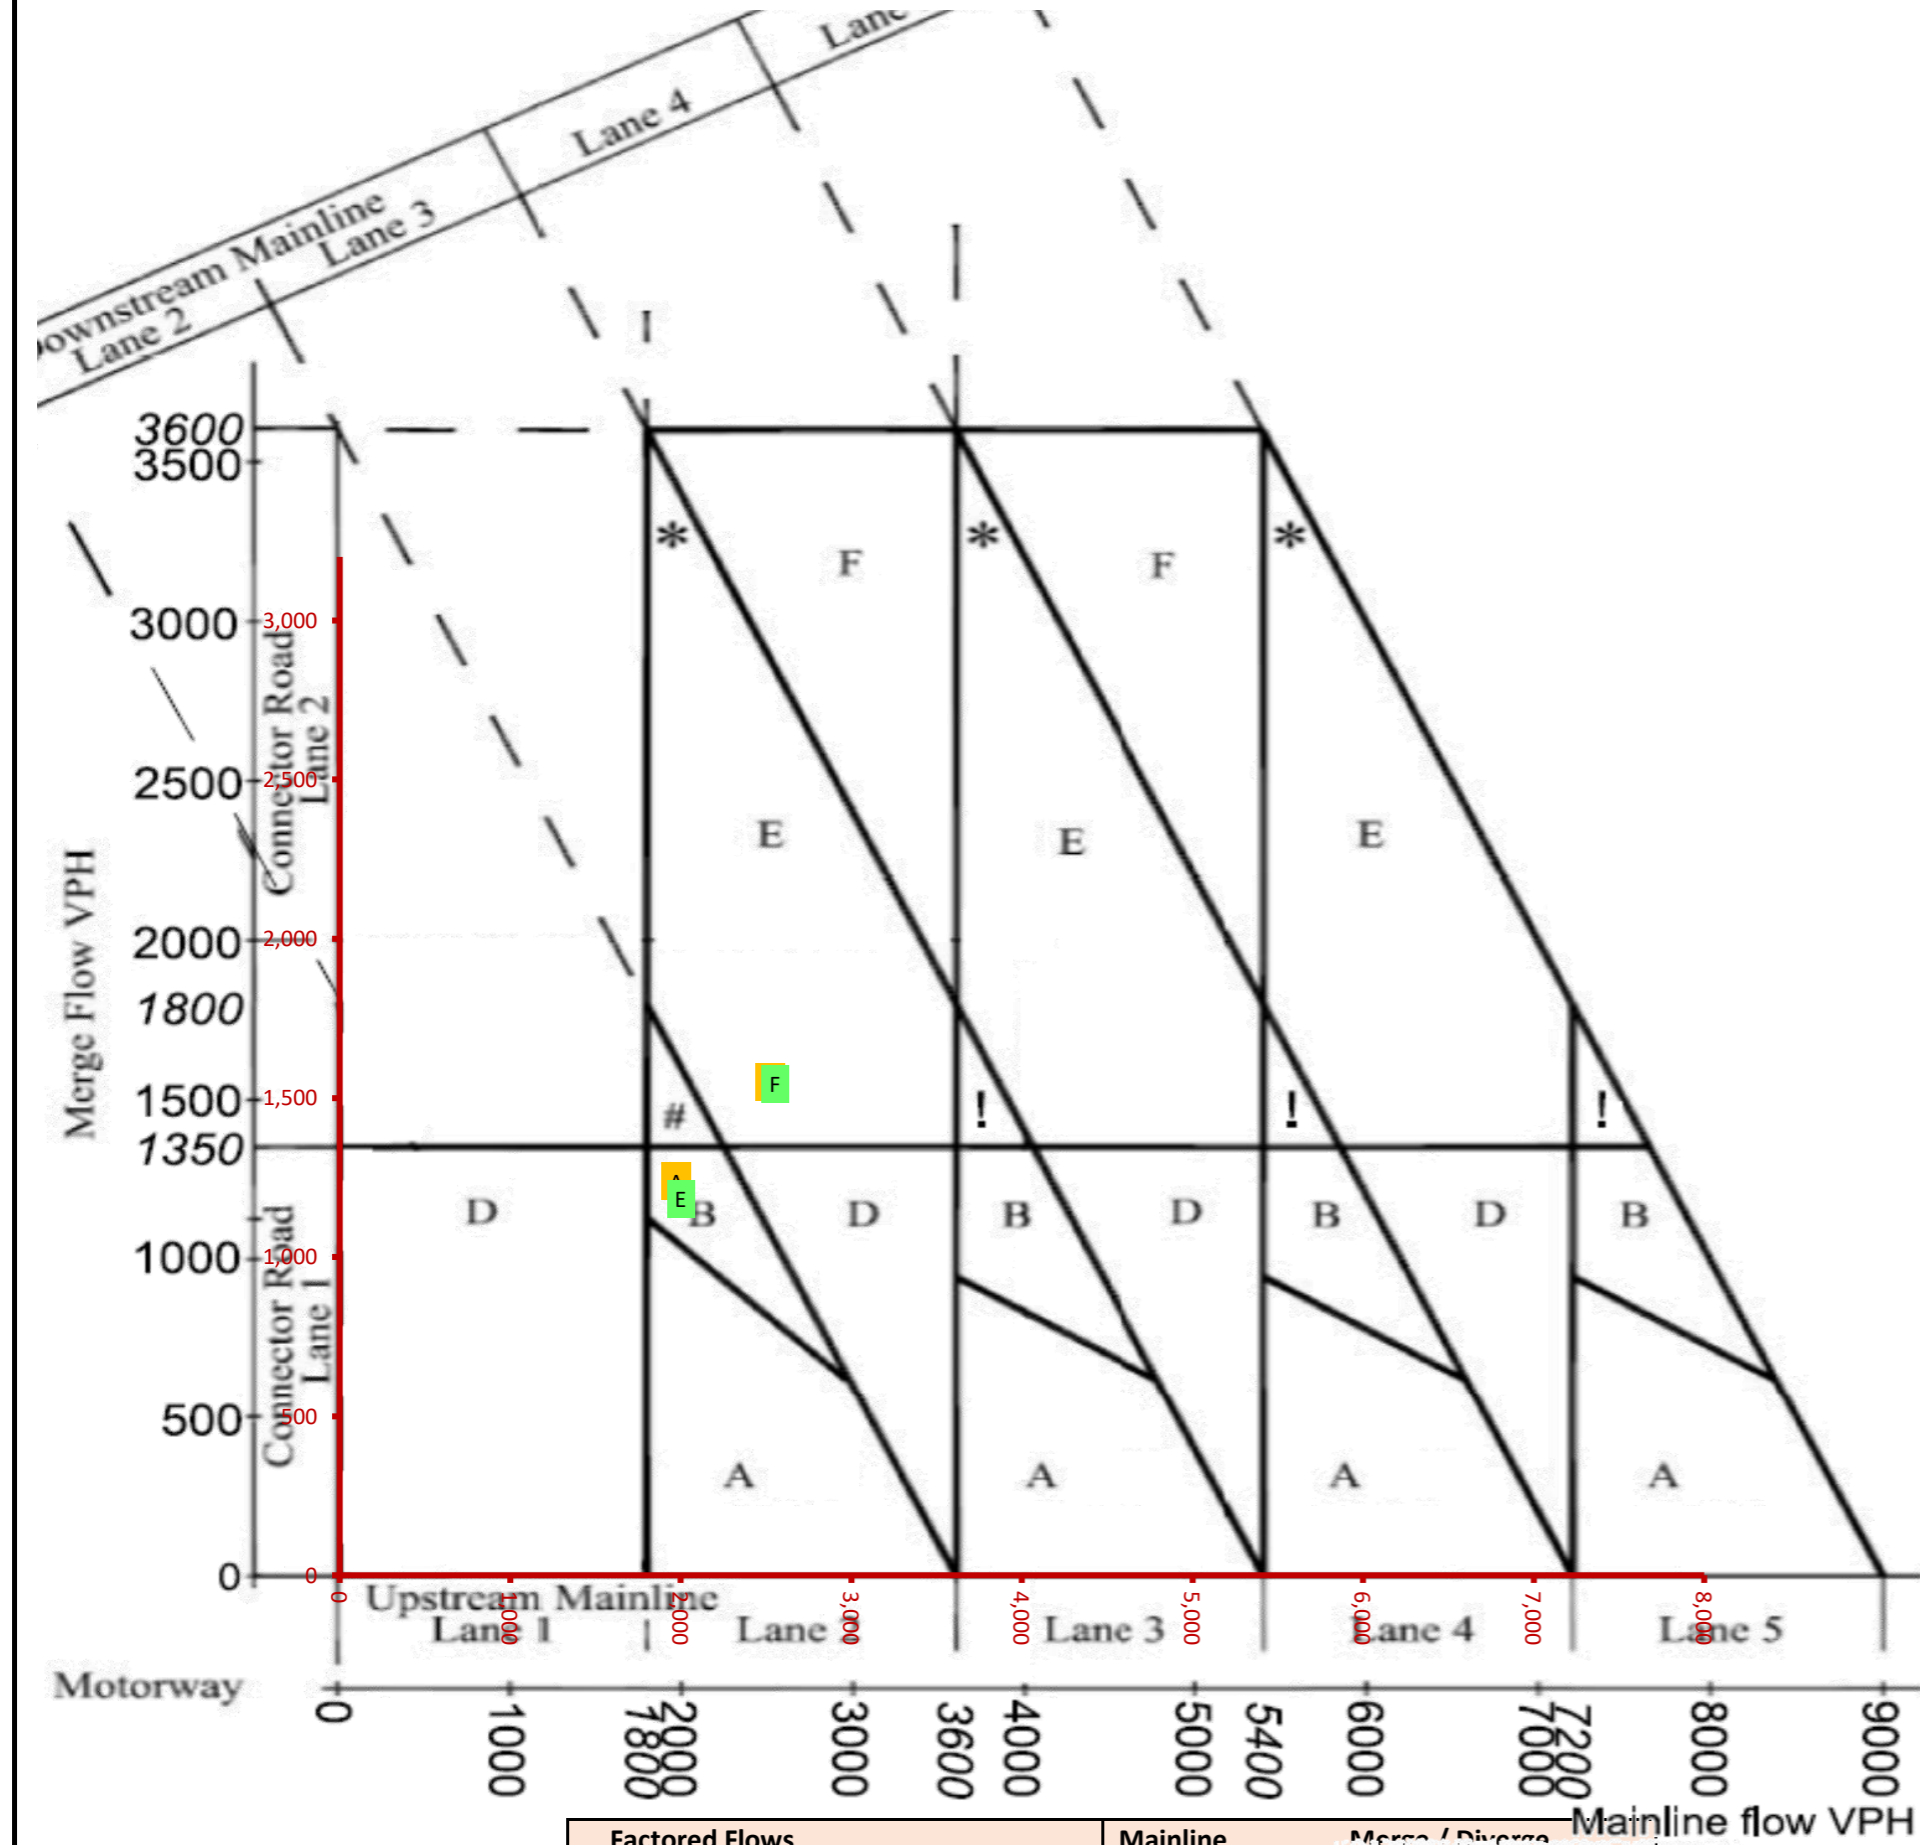 Lane
Lane 4
Downstream Mainline
Lane 3
Lane 2
3600
3500
* * *
F F
3000 3,000
Connector Road
Lane 2
2500 2,500
E E E
Merge Flow VPH
2000 2,000
1800
1500 1,500
F
# ! ! !
1350
E
D B D B D B D B
1000 1,000
Connector Road
Lane 1
500 500
A A A A
0 0
0 1,000 2,000 3,000 4,000 5,000 6,000 7,000 8,000
Upstream Mainline
Lane 1 Lane 2 Lane 3 Lane 4 Lane 5
Motorway
0 1000 1800 2000 3000 3600 4000 5000 5400 6000 7000 7200 8000 9000
Mainline flow VPH
Factored Flows Mainline Merge / Diverge